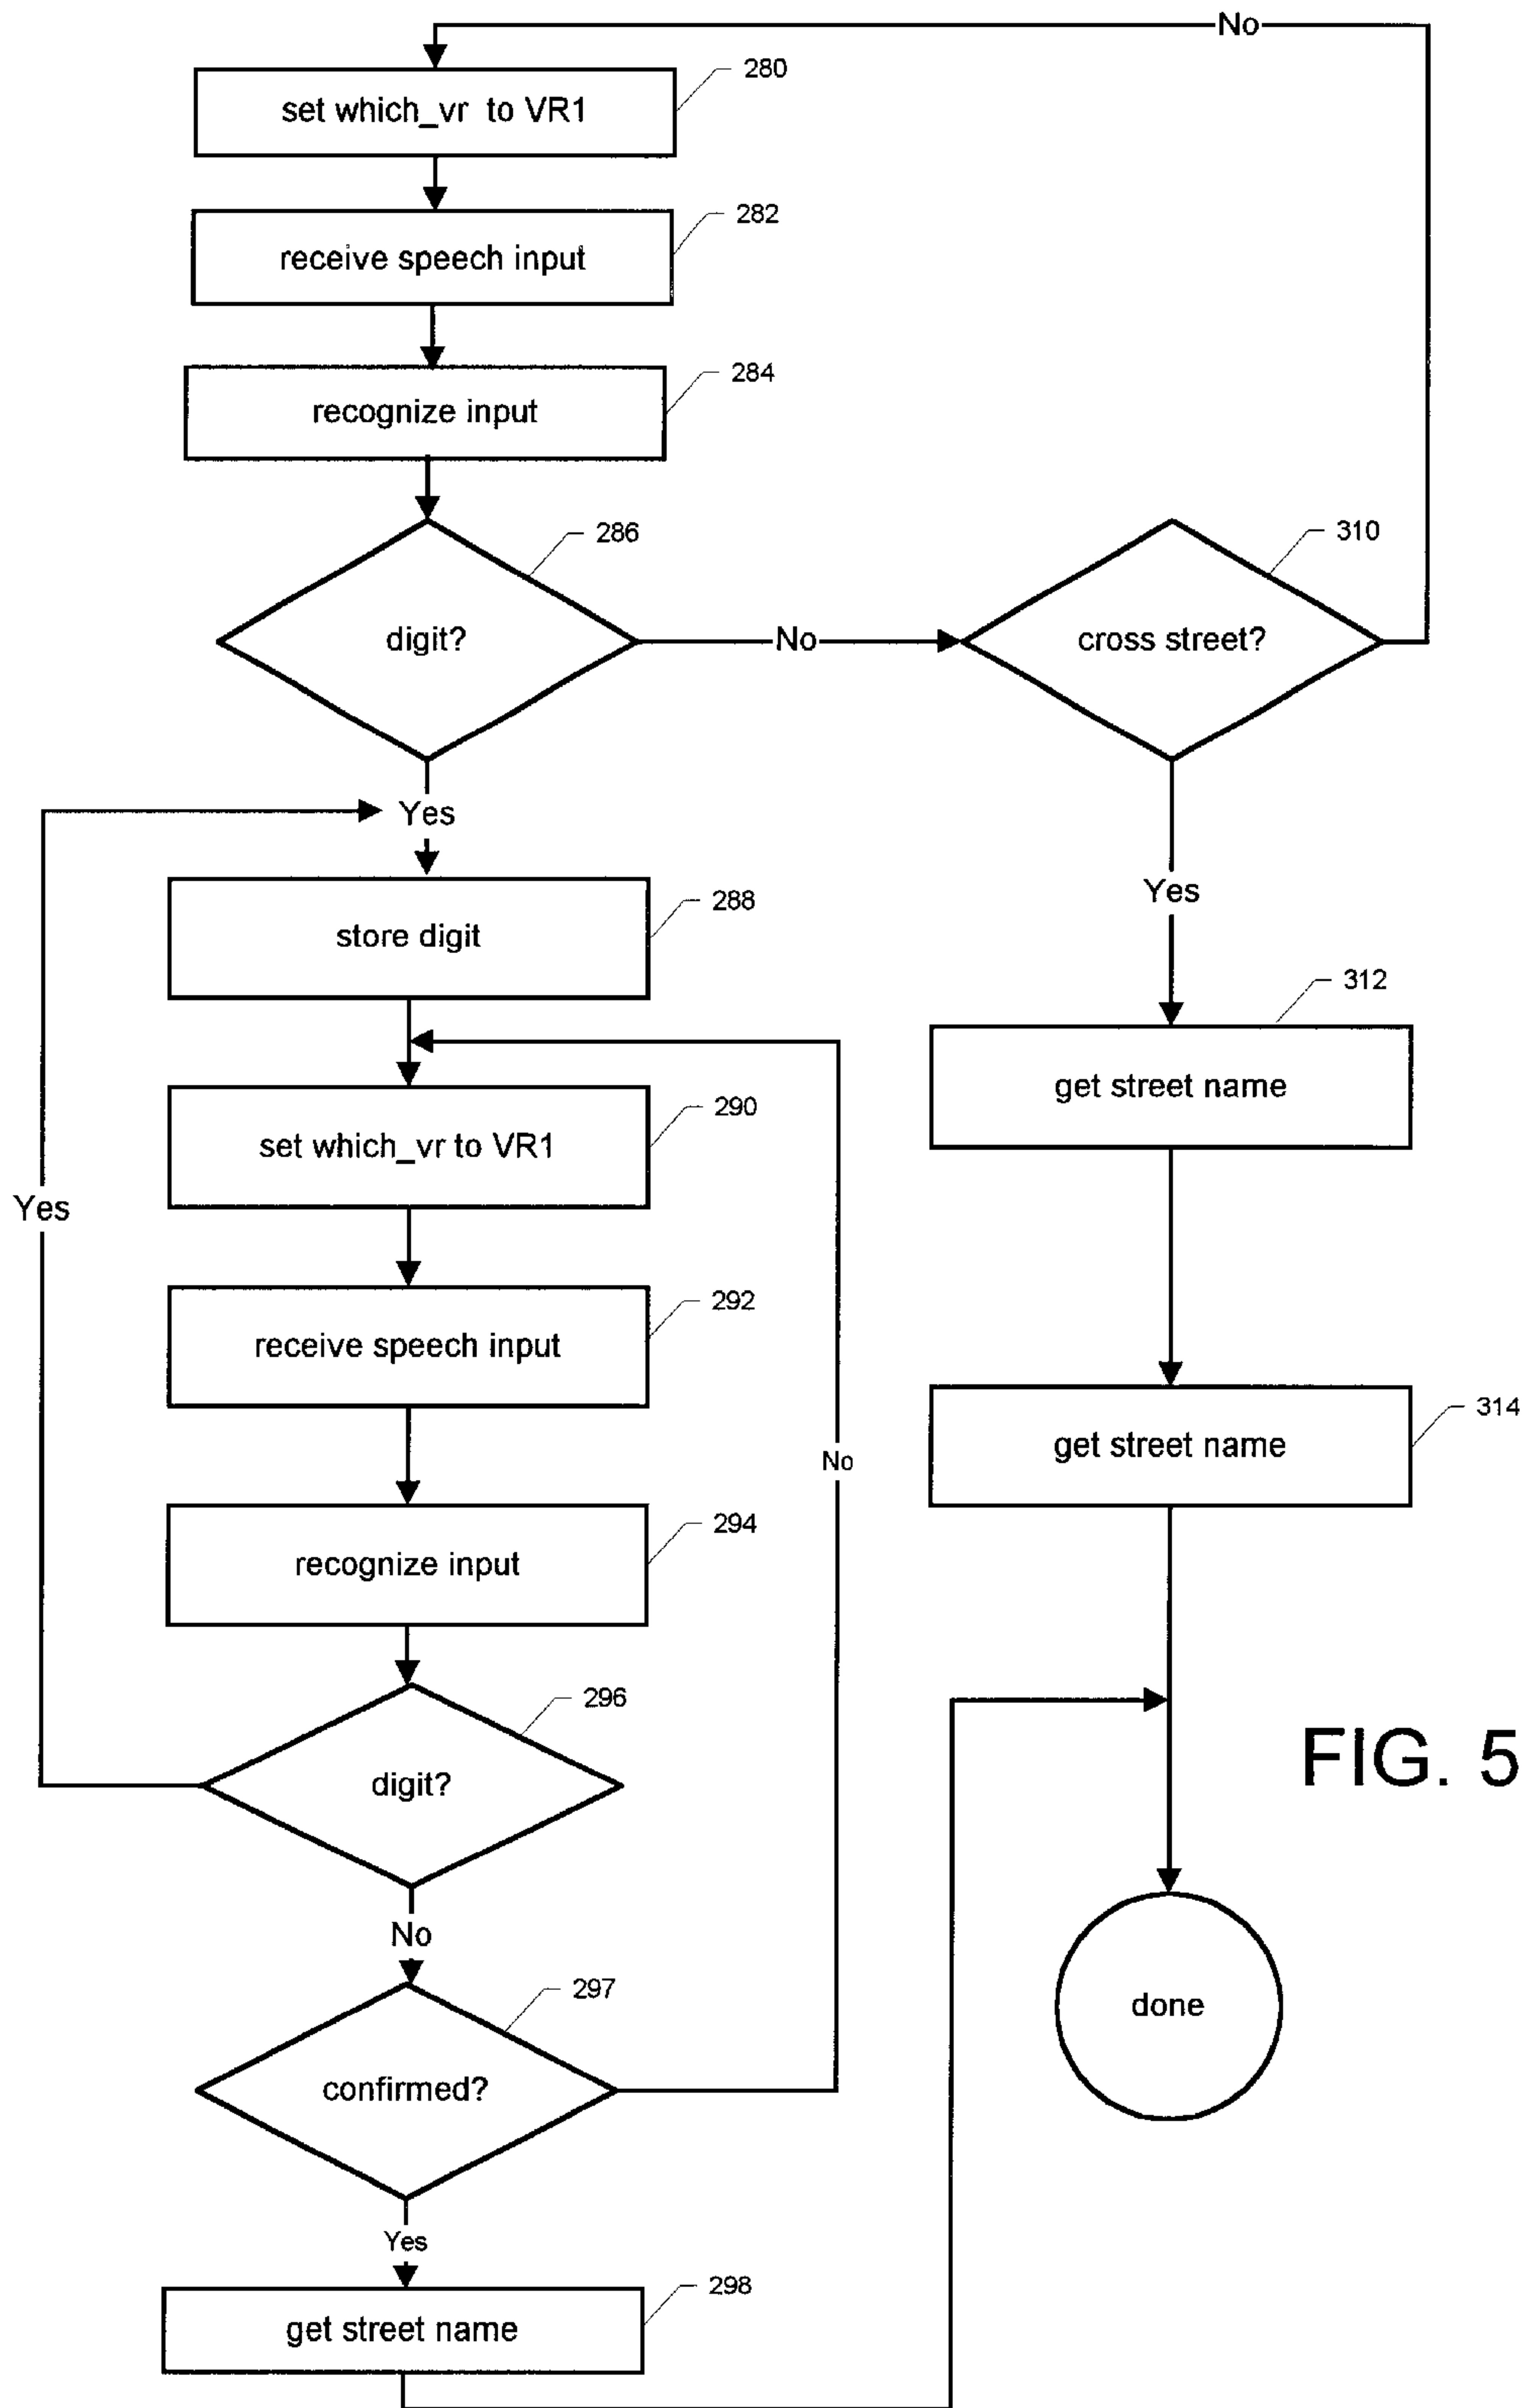 No
280
set which_vr to VR1
282
receive speech input
284
recognize input
286
digit?
No
310
cross street?
Yes
Yes
288
store digit
312
get street name
290
set which_vr to VR1
Yes
292
receive speech input
314
get street name
No
294
recognize input
296
digit?
FIG. 5
No
297
confirmed?
done
Yes
298
get street name